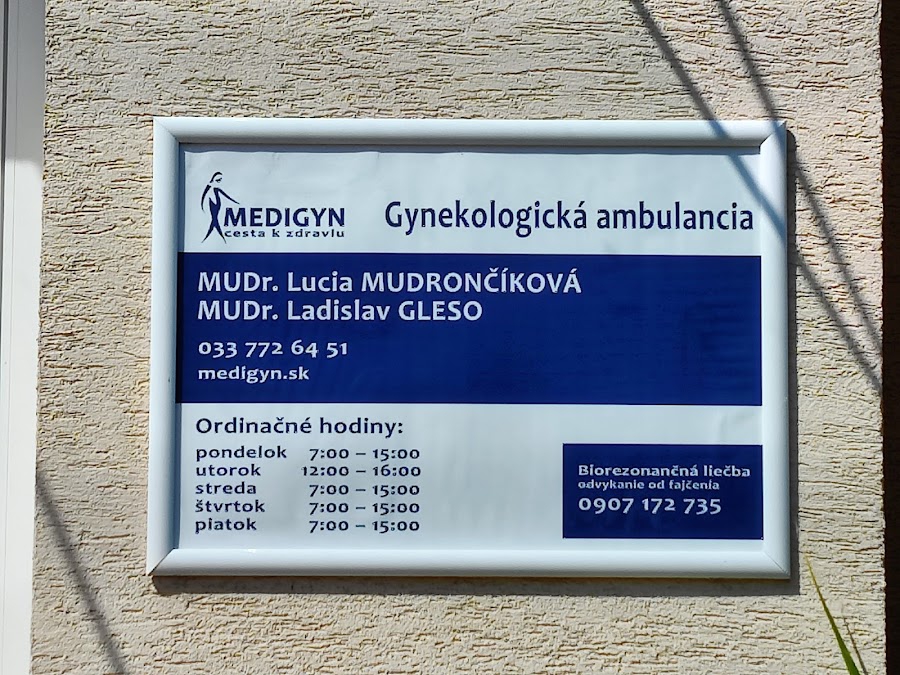 MEDIGYN
cesta k zdraviu
Gynekologická ambulancia
MUDr. Lucia MUDRONČÍKOVÁ
MUDr. Ladislav GLESO
033 772 64 51
medigyn.sk
Ordinačné hodiny:
pondelok 7:00 – 15:00
utorok 12:00 – 16:00
streda 7:00 – 15:00
štvrtok 7:00 – 15:00
piatok 7:00 – 15:00
Biorezonančná liečba
odvykanie od fajčenia
0907 172 735